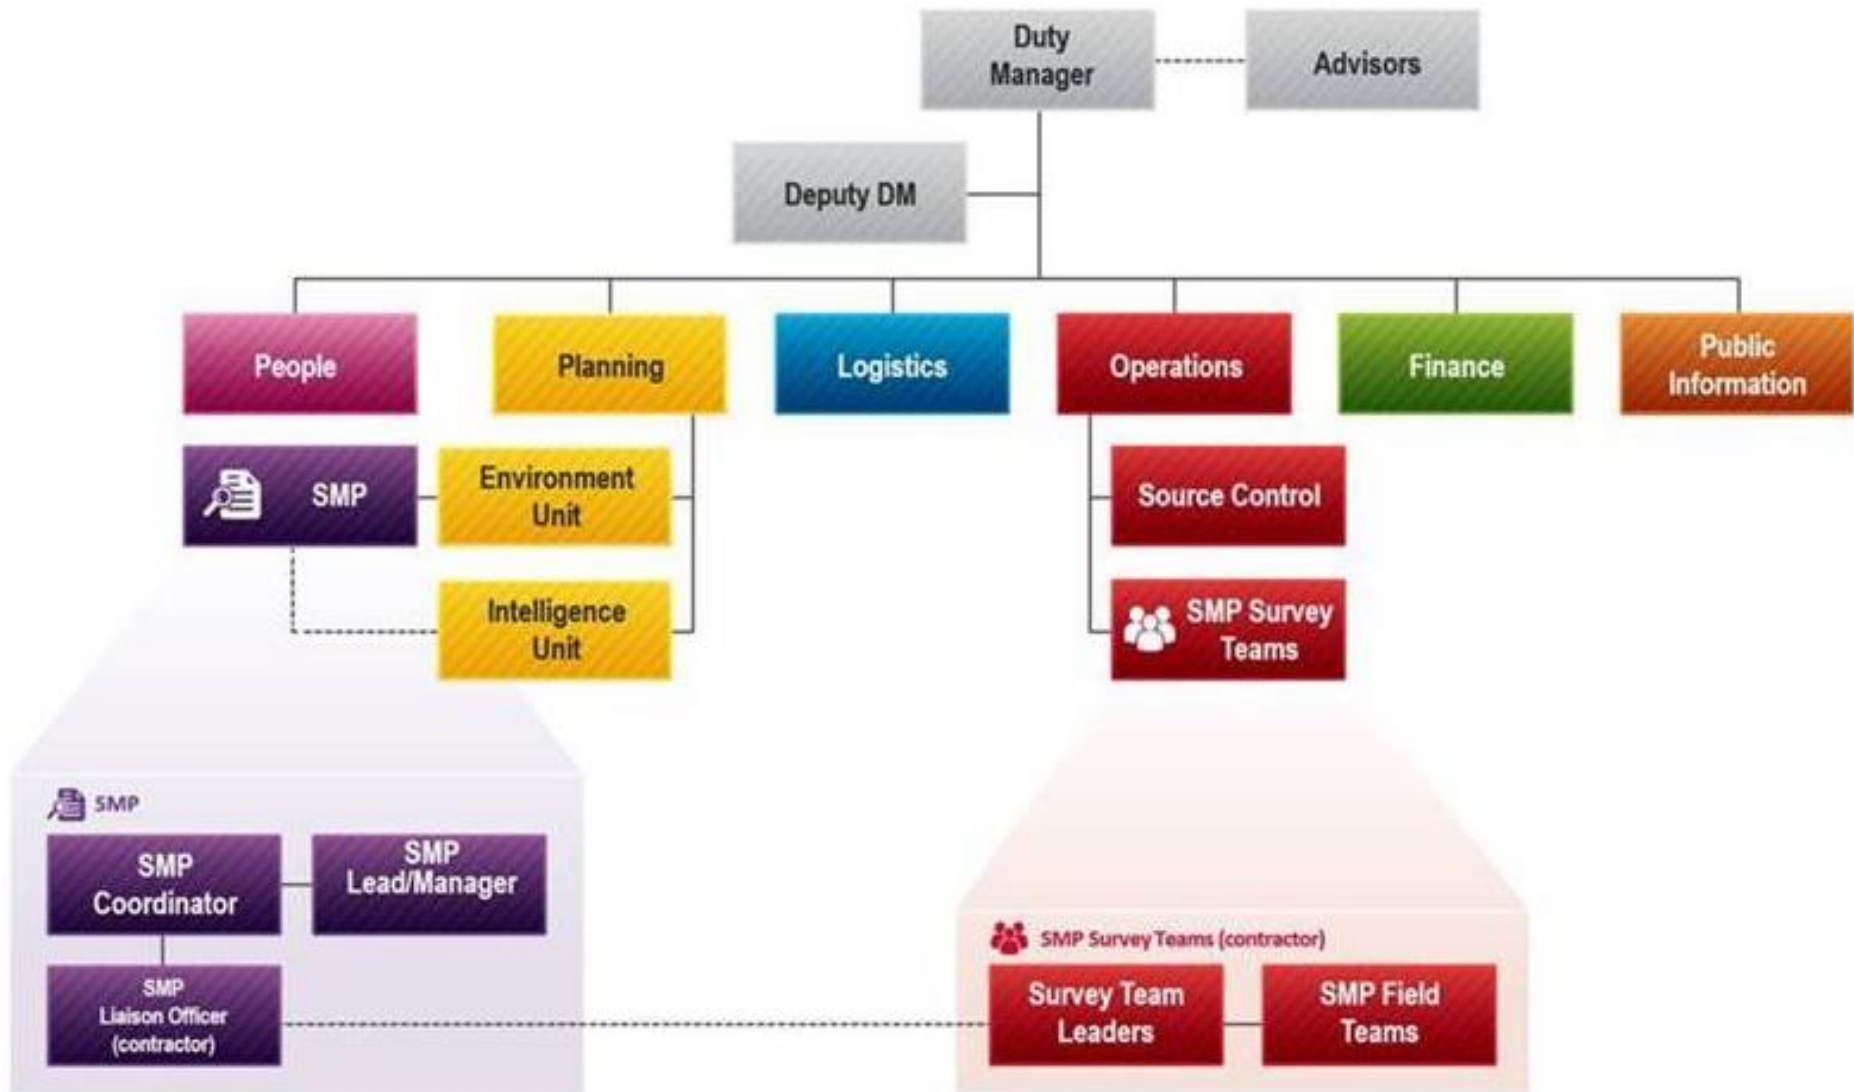 Duty
Manager
Advisors
Deputy DM
People
Planning
Logistics
Operations
Finance
Public
Information
SMP
Environment
Unit
Source Control
Intelligence
Unit
SMP Survey
Teams
SMP
SMP
Coordinator
SMP
Lead/Manager
SMP
Liaison Officer
(contractor)
SMP Survey Teams (contractor)
Survey Team
Leaders
SMP Field
Teams